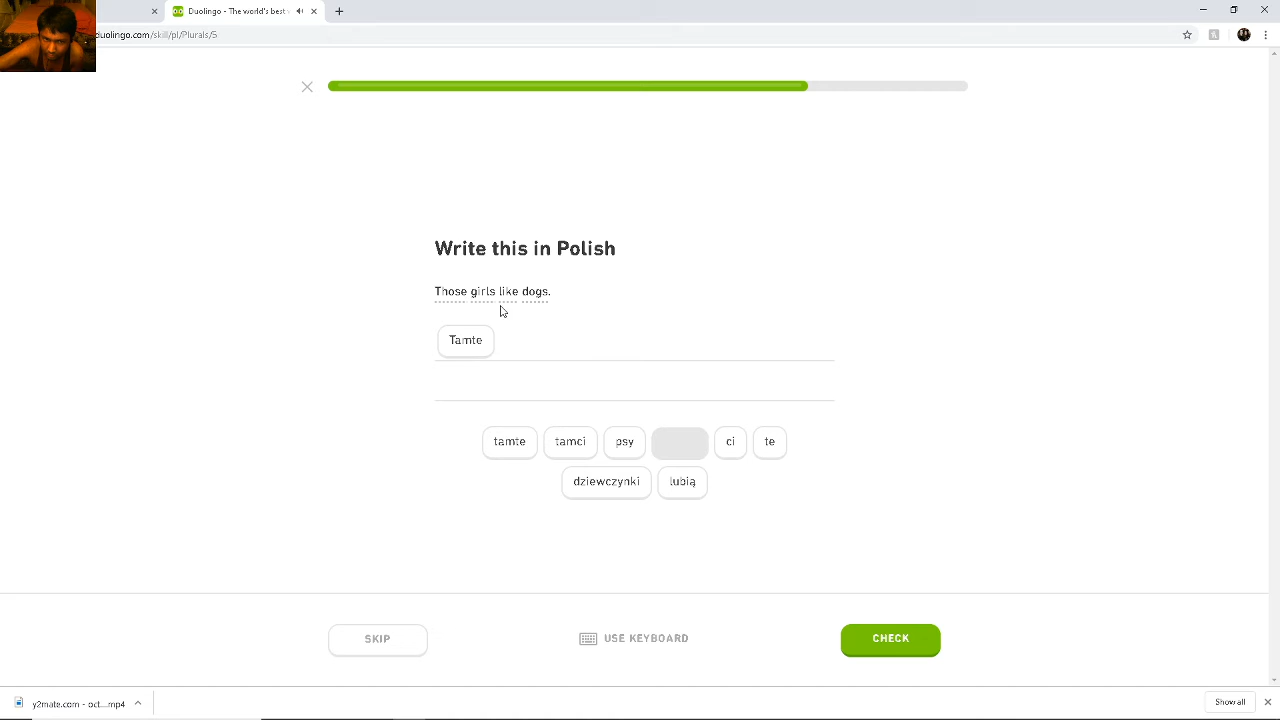 Duolingo - The world's best
duolingo.com/skill/pl/Plurals/5
Write this in Polish
Those girls like dogs.
Tamte
tamte tamci psy ci te
dziewczynki lubią
SKIP USE KEYBOARD CHECK
y2mate.com - oct....mp4 Show all